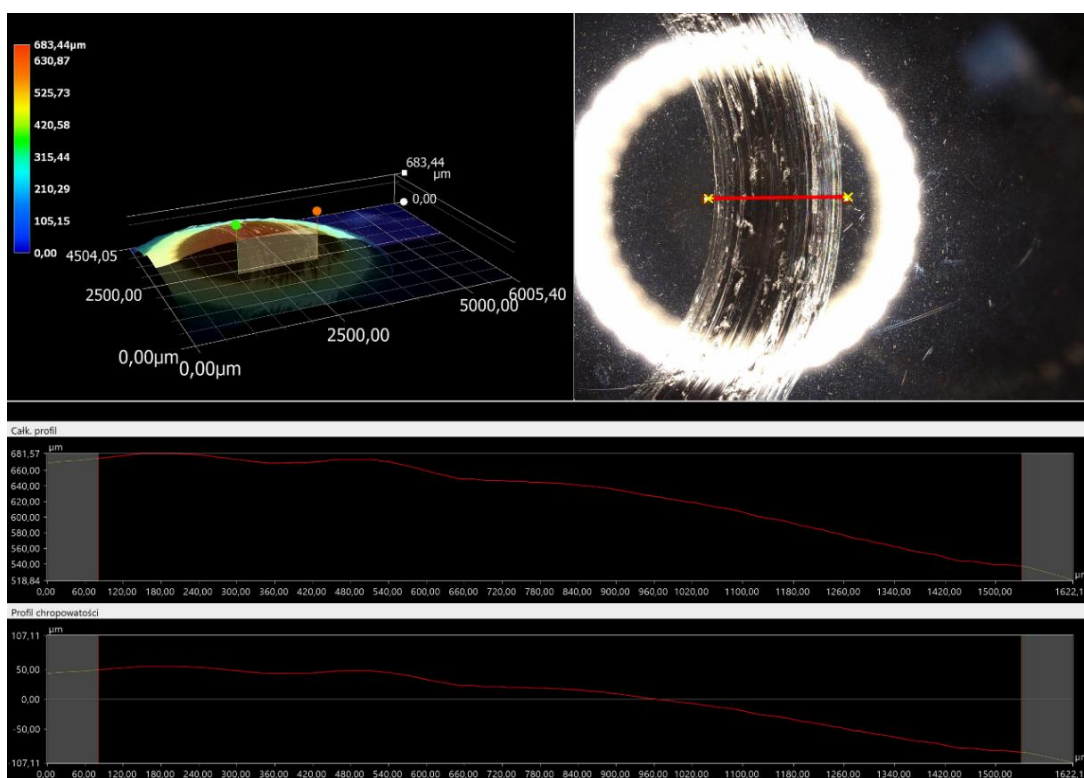 683,44µm
630,87
525,73
420,58
315,44
210,29
105,15
0,00
683,44
µm
0,00
4504,05
2500,00
0,00µm
0,00µm
2500,00
5000,00
6005,40
Całk. profil
µm
681,57
660,00
640,00
620,00
600,00
580,00
560,00
540,00
518,84
0,00 60,00 120,00 180,00 240,00 300,00 360,00 420,00 480,00 540,00 600,00 660,00 720,00 780,00 840,00 900,00 960,00 1020,00 1100,00 1180,00 1260,00 1340,00 1420,00 1500,00 1622,1
µm
Profil chropowatości
µm
107,11
50,00
0,00
-50,00
-107,11
0,00 60,00 120,00 180,00 240,00 300,00 360,00 420,00 480,00 540,00 600,00 660,00 720,00 780,00 840,00 900,00 960,00 1020,00 1100,00 1180,00 1260,00 1340,00 1420,00 1500,00 1622,
µm